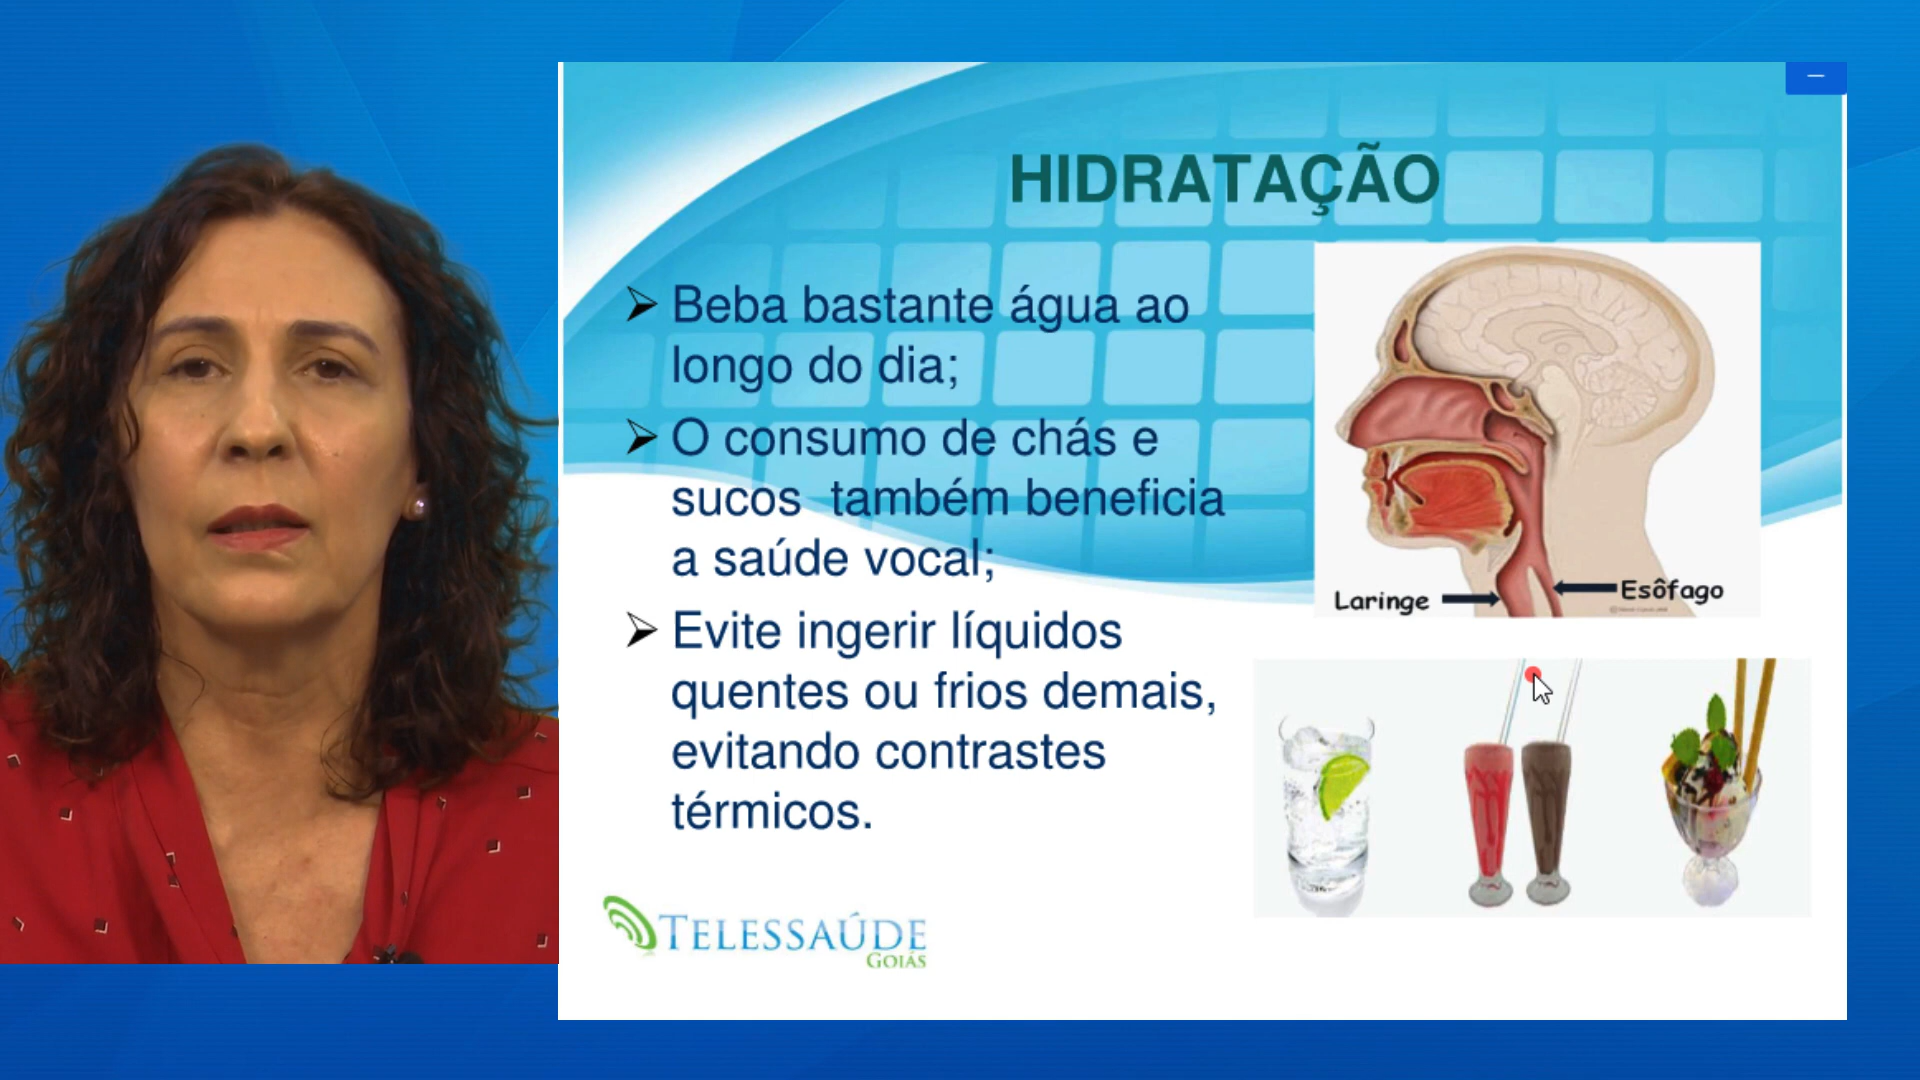 HIDRATAÇÃO
Beba bastante água ao
longo do dia;
O consumo de chás e
sucos também beneficia
a saúde vocal;
Evite ingerir líquidos
quentes ou frios demais,
evitando contrastes
térmicos.
Laringe
Esôfago
TELESSAÚDE
GOIÁS